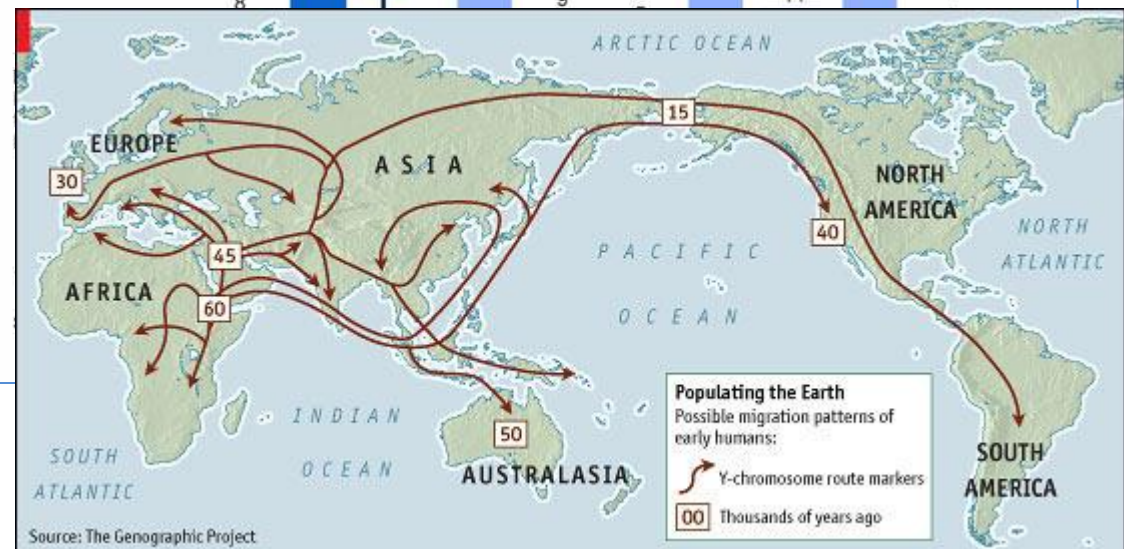 ARCTIC OCEAN
15
EUROPE
ASIA
30
NORTH
AMERICA
NORTH
ATLANTIC
45
40
PACIFIC
OCEAN
AFRICA
60
INDIAN
OCEAN
50
AUSTRALASIA
SOUTH
ATLANTIC
SOUTH
AMERICA
Populating the Earth
Possible migration patterns of
early humans:
Y-chromosome route markers
00 Thousands of years ago
Source: The Genographic Project